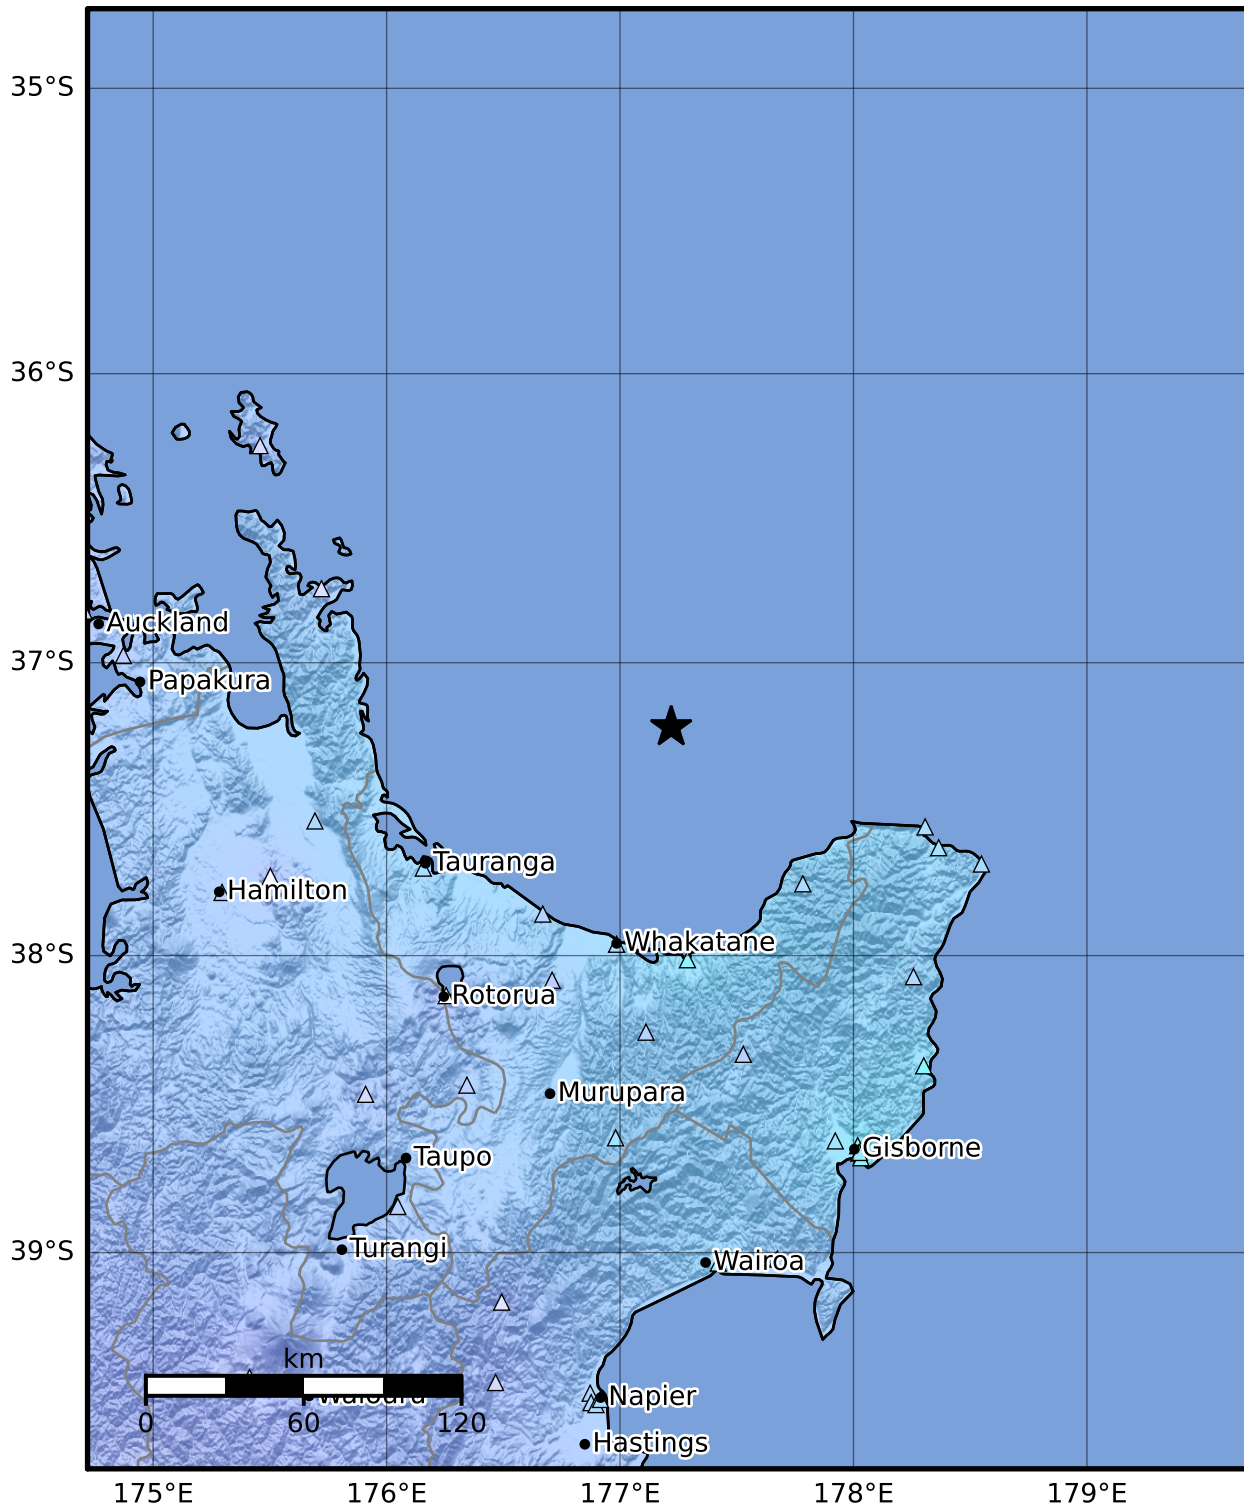 35°S
36°S
37°S
38°S
39°S
Auckland
Papakura
Tauranga
Hamilton
Whakatane
Rotorua
Murupara
Gisborne
Taupo
Turangi
Wairoa
km
Waiouru
Napier
0 60 120
Hastings
175°E 176°E 177°E 178°E 179°E